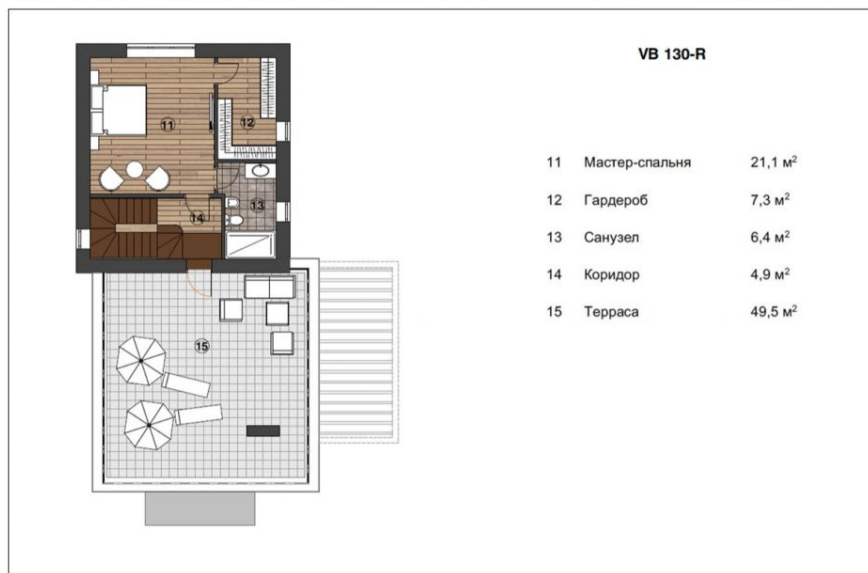 VB 130-R
11 Мастер-спальня 21,1 м²
12 Гардероб 7,3 м²
13 Санузел 6,4 м²
14 Коридор 4,9 м²
15 Терраса 49,5 м²
11
12
13
14
15